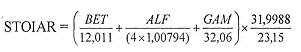 STOIAR = (BET/12,011 + ALF/(4×1,00794) + GAM/32,06) × 31,9988/23,15